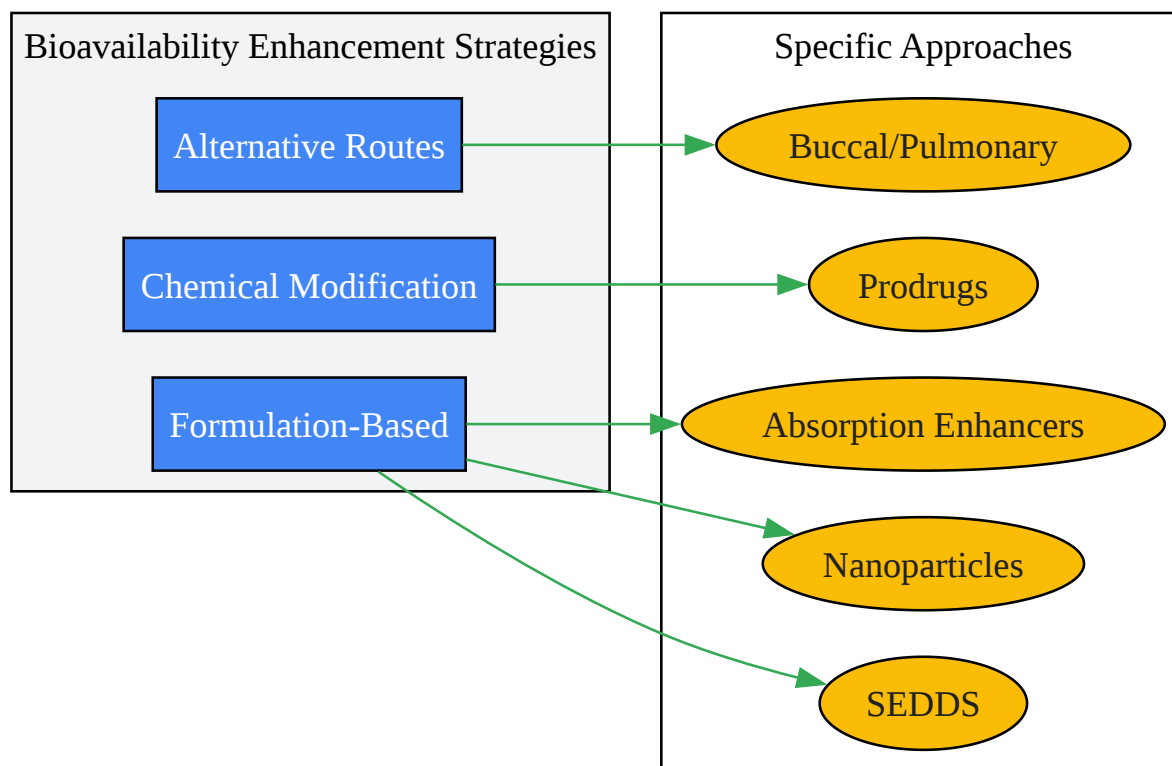 Bioavailability Enhancement Strategies
Alternative Routes
Chemical Modification
Formulation-Based
Specific Approaches
Buccal/Pulmonary
Prodrugs
Absorption Enhancers
Nanoparticles
SEDDS